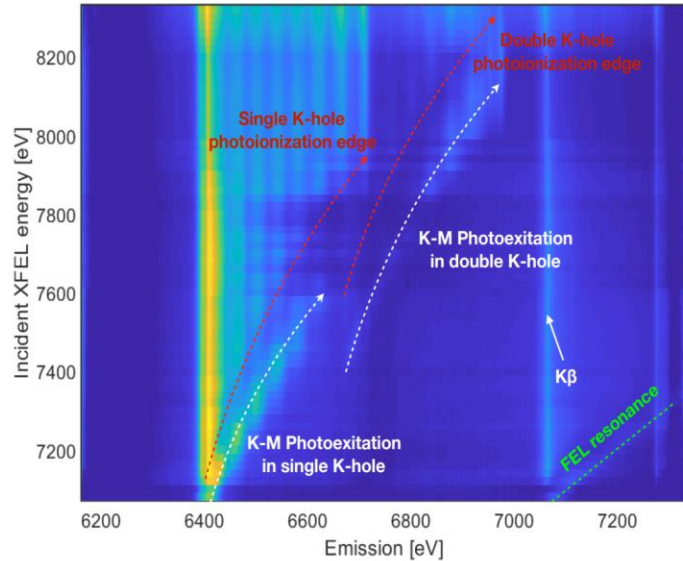 Double K-hole
photoionization edge
Single K-hole
photoionization edge
K-M Photoexitation
in double K-hole
Kβ
K-M Photoexitation
in single K-hole
FEL resonance
Incident XFEL energy [eV]
8200
8000
7800
7600
7400
7200
6200 6400 6600 6800 7000 7200
Emission [eV]